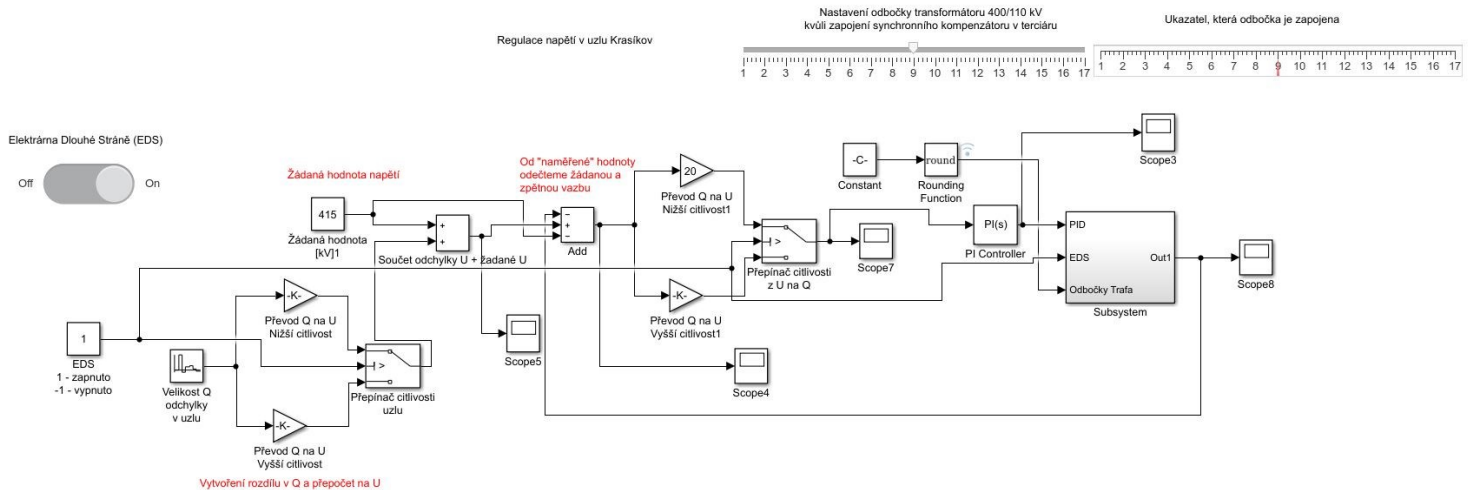 Nastavení odbočky transformátoru 400/110 kV
kvůli zapojení synchronního kompenzátoru v terciáru
Ukazatel, která odbočka je zapojena
Regulace napětí v uzlu Krasíkov
1 2 3 4 5 6 7 8 9 10 11 12 13 14 15 16 17
1 2 3 4 5 6 7 8 9 10 11 12 13 14 15 16 17
Elektrárna Dlouhé Stráně (EDS)
Off
On
Žádaná hodnota napětí
415
Žádaná hodnota
[kV]1
+
+
Součet odchylky U + žadané U
Od "naměřené" hodnoty
odečteme žádanou a
zpětnou vazbu
−
+
−
Add
20
Převod Q na U
Nižší citlivost1
-K-
Převod Q na U
Vyšší citlivost1
>
Přepínač citlivosti
z U na Q
Scope7
-C-
Constant
round
Rounding
Function
PI(s)
PI Controller
Scope3
PID
EDS
Odbočky Trafa
Out1
Subsystem
Scope8
1
EDS
1 - zapnuto
-1 - vypnuto
Velikost Q
odchylky
v uzlu
-K-
Převod Q na U
Nižší citlivost
-K-
Převod Q na U
Vyšší citlivost
>
Přepínač citlivosti
uzlu
Scope5
Scope4
Vytvoření rozdílu v Q a přepočet na U